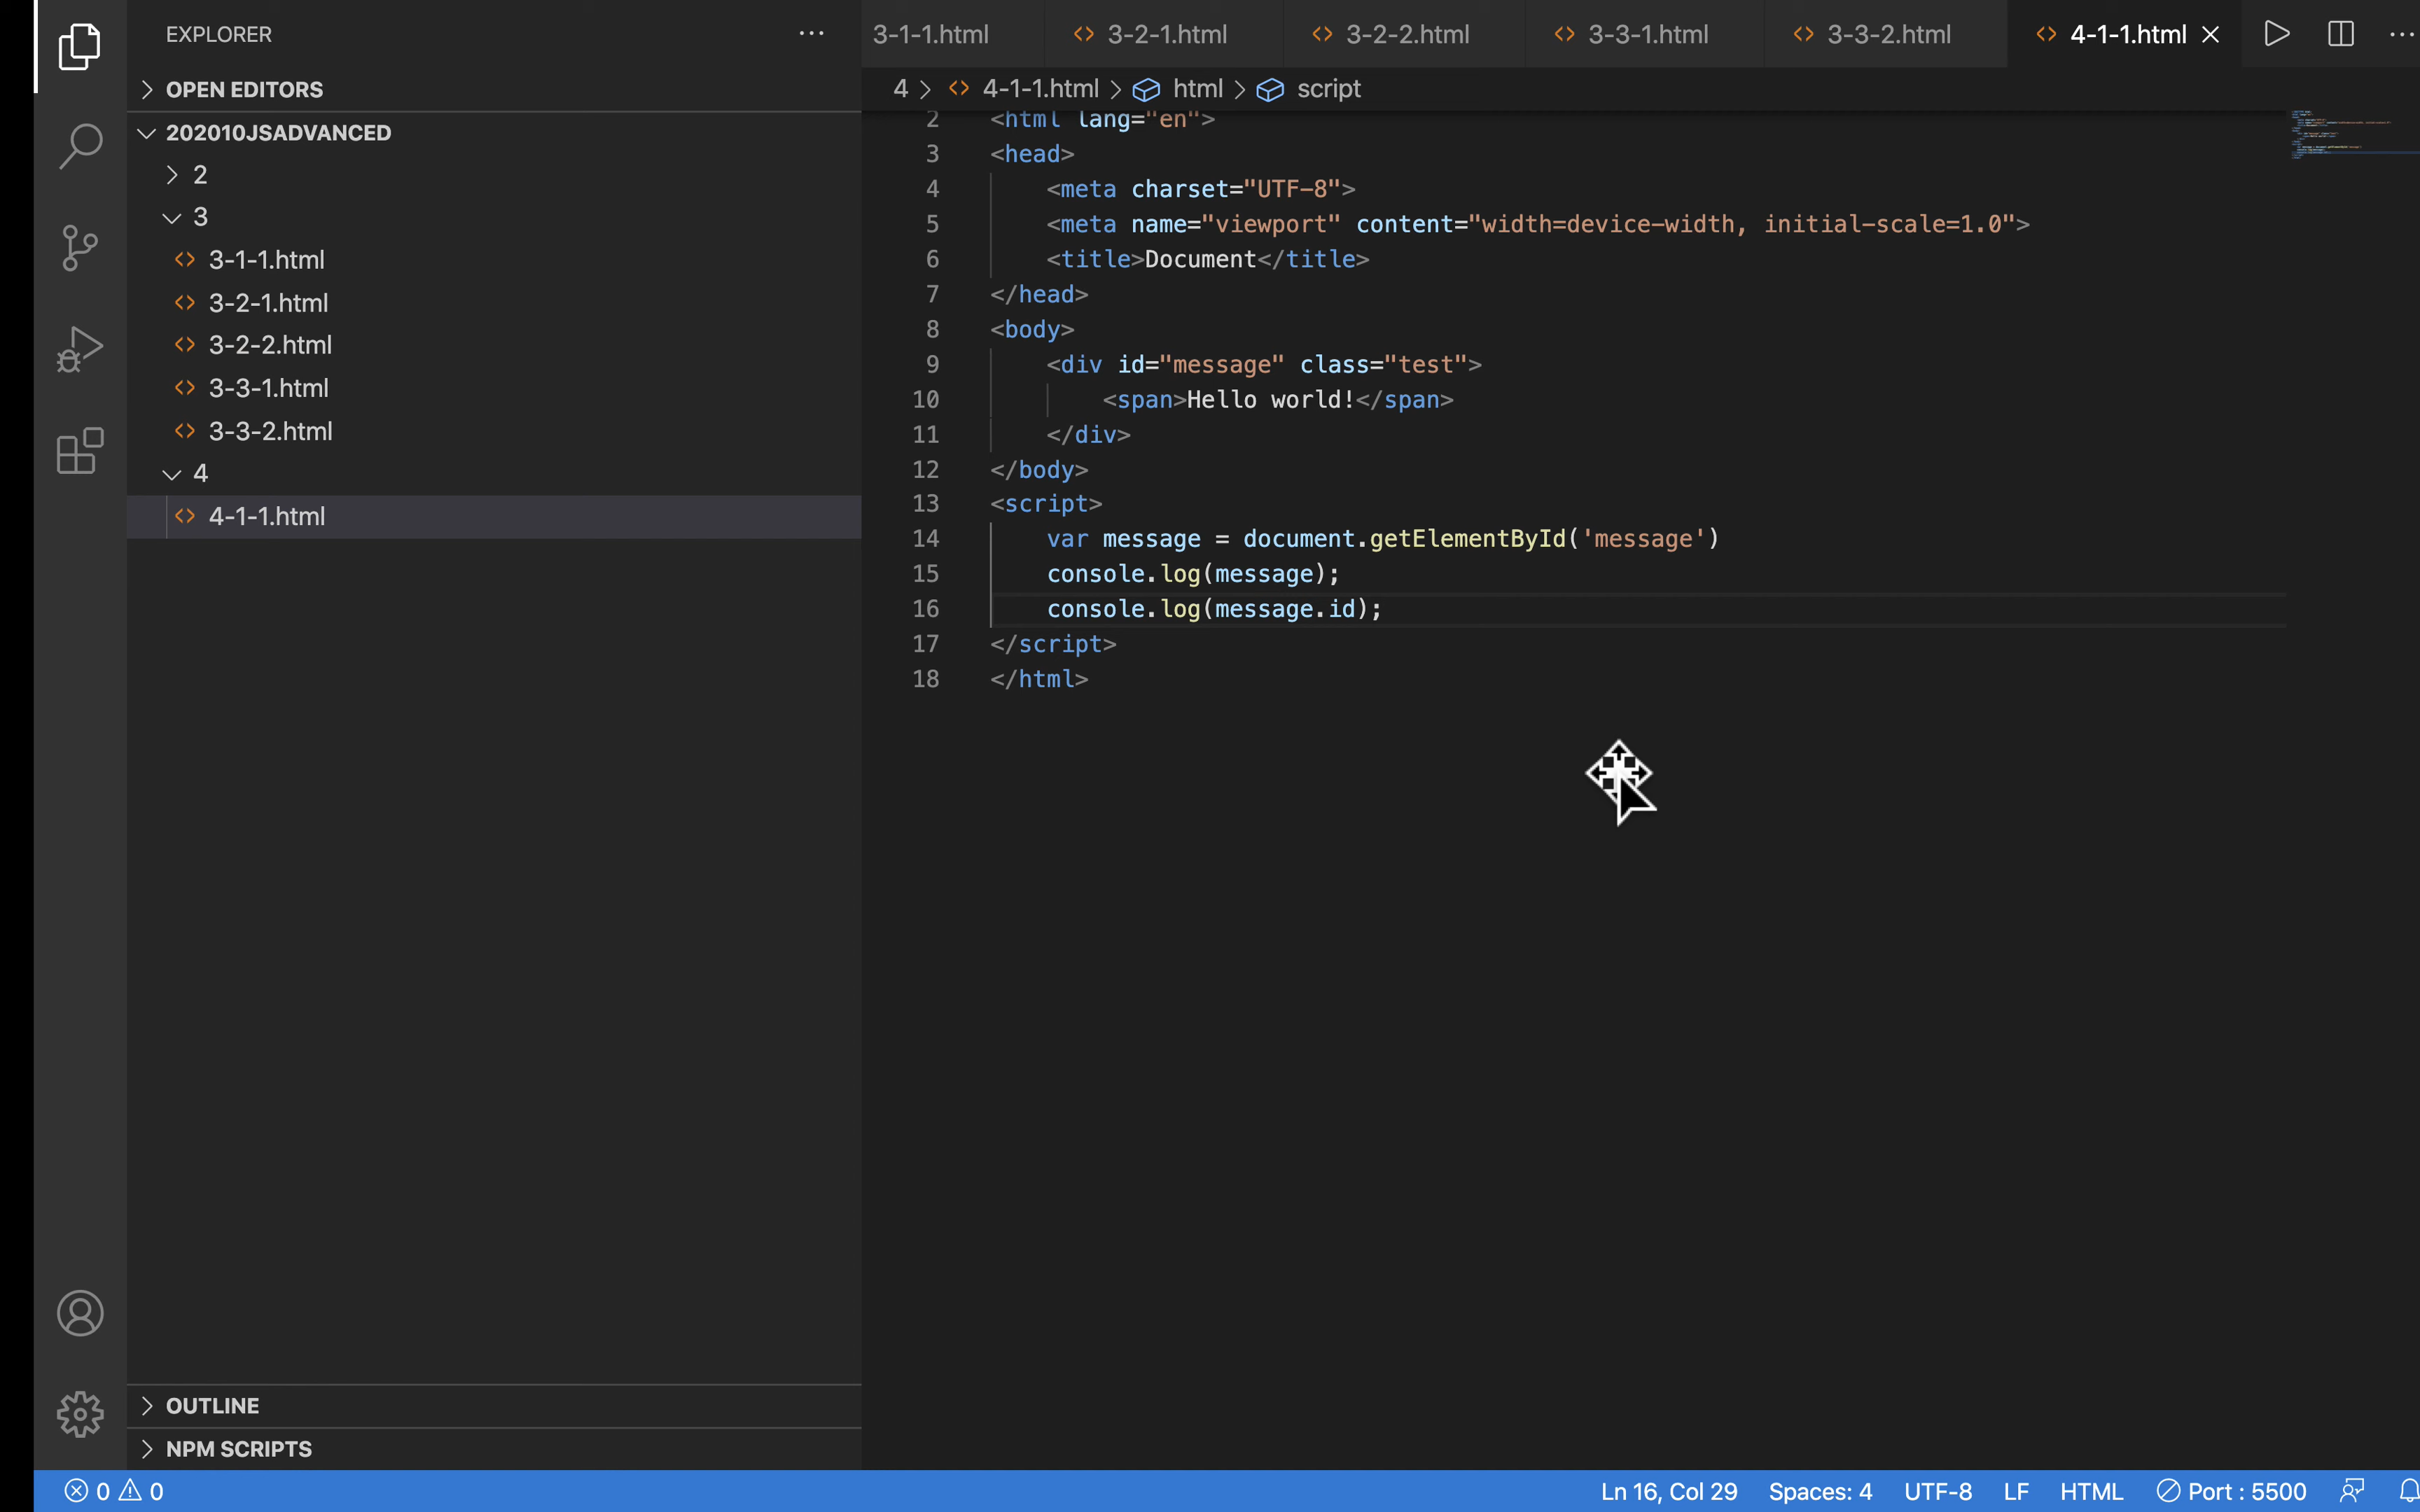 EXPLORER
OPEN EDITORS
202010JSADVANCED
2
3
3-1-1.html
3-2-1.html
3-2-2.html
3-3-1.html
3-3-2.html
4
4-1-1.html
OUTLINE
NPM SCRIPTS
3-1-1.html 3-2-1.html 3-2-2.html 3-3-1.html 3-3-2.html 4-1-1.html
4 > 4-1-1.html > html > script
2 <html lang="en">
3 <head>
4     <meta charset="UTF-8">
5     <meta name="viewport" content="width=device-width, initial-scale=1.0">
6     <title>Document</title>
7 </head>
8 <body>
9     <div id="message" class="test">
10         <span>Hello world!</span>
11     </div>
12 </body>
13 <script>
14     var message = document.getElementById('message')
15     console.log(message);
16     console.log(message.id);
17 </script>
18 </html>
0 0 Ln 16, Col 29 Spaces: 4 UTF-8 LF HTML Port : 5500